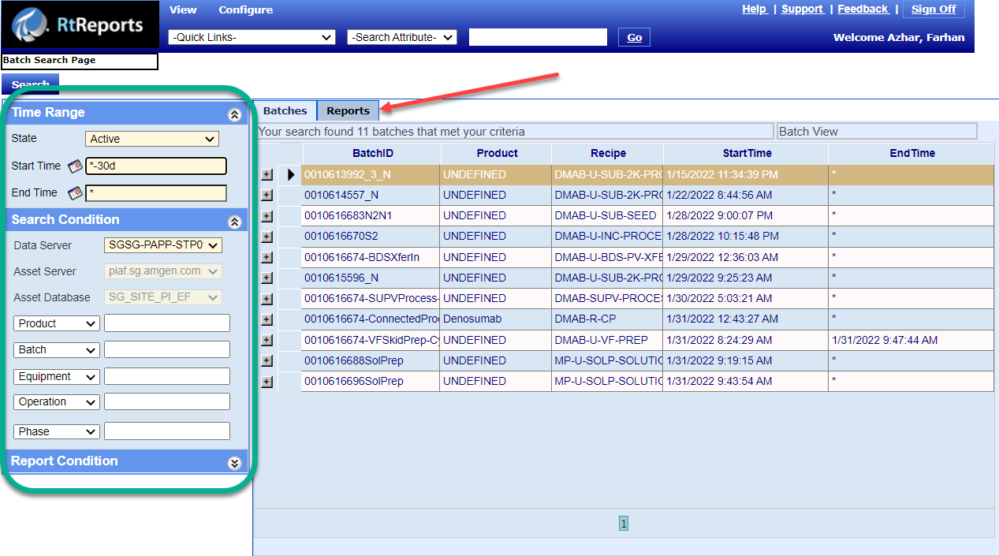 RtReports
View Configure
Help | Support | Feedback | Sign Off
-Quick Links- -Search Attribute- Go
Welcome Azhar, Farhan
Batch Search Page
Search
Time Range
State Active
Start Time *-30d
End Time *
Search Condition
Data Server SGSG-PAPP-STP0
Asset Server piaf.sg.amgen.com
Asset Database SG_SITE_PI_EF
Product
Batch
Equipment
Operation
Phase
Report Condition
Batches Reports
Your search found 11 batches that met your criteria Batch View
BatchID Product Recipe StartTime EndTime
0010613992_3_N UNDEFINED DMAB-U-SUB-2K-PRO 1/15/2022 11:34:39 PM *
0010614557_N UNDEFINED DMAB-U-SUB-2K-PRO 1/22/2022 8:44:56 AM *
0010616683N2N1 UNDEFINED DMAB-U-SUB-SEED 1/28/2022 9:00:07 PM *
0010616670S2 UNDEFINED DMAB-U-INC-PROCE 1/28/2022 10:15:48 PM *
0010616674-BDSXferIn UNDEFINED DMAB-U-BDS-PV-XFE 1/29/2022 12:36:03 AM *
0010615596_N UNDEFINED DMAB-U-SUB-2K-PRO 1/29/2022 9:25:23 AM *
0010616674-SUPVProcess- UNDEFINED DMAB-SUPV-PROCES 1/30/2022 5:03:21 AM *
0010616674-ConnectedProc Denosumab DMAB-R-CP 1/31/2022 12:43:27 AM *
0010616674-VFSkidPrep-Cy UNDEFINED DMAB-U-VF-PREP 1/31/2022 8:24:29 AM 1/31/2022 9:47:44 AM
0010616688SolPrep UNDEFINED MP-U-SOLP-SOLUTIO 1/31/2022 9:19:15 AM *
0010616696SolPrep UNDEFINED MP-U-SOLP-SOLUTIO 1/31/2022 9:43:54 AM *
1